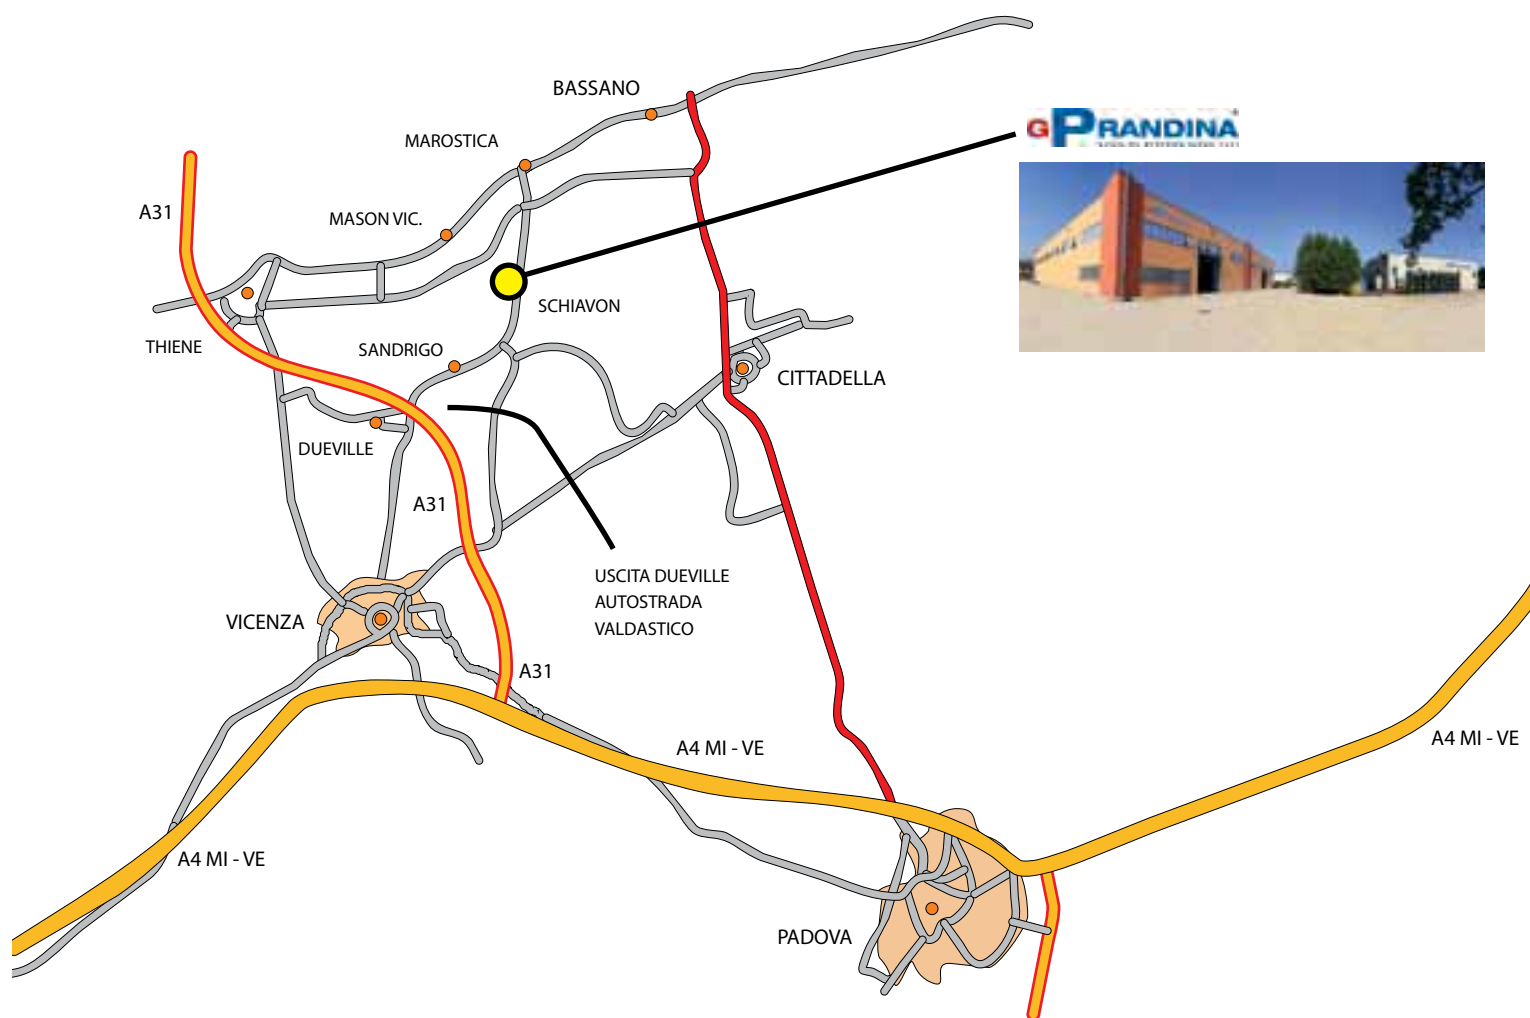 BASSANO
GPRANDINA
MAROSTICA
A31
MASON VIC.
SCHIAVON
THIENE
SANDRIGO
CITTADELLA
DUEVILLE
A31
USCITA DUEVILLE
AUTOSTRADA
VALDASTICO
VICENZA
A31
A4 MI - VE
A4 MI - VE
A4 MI - VE
PADOVA